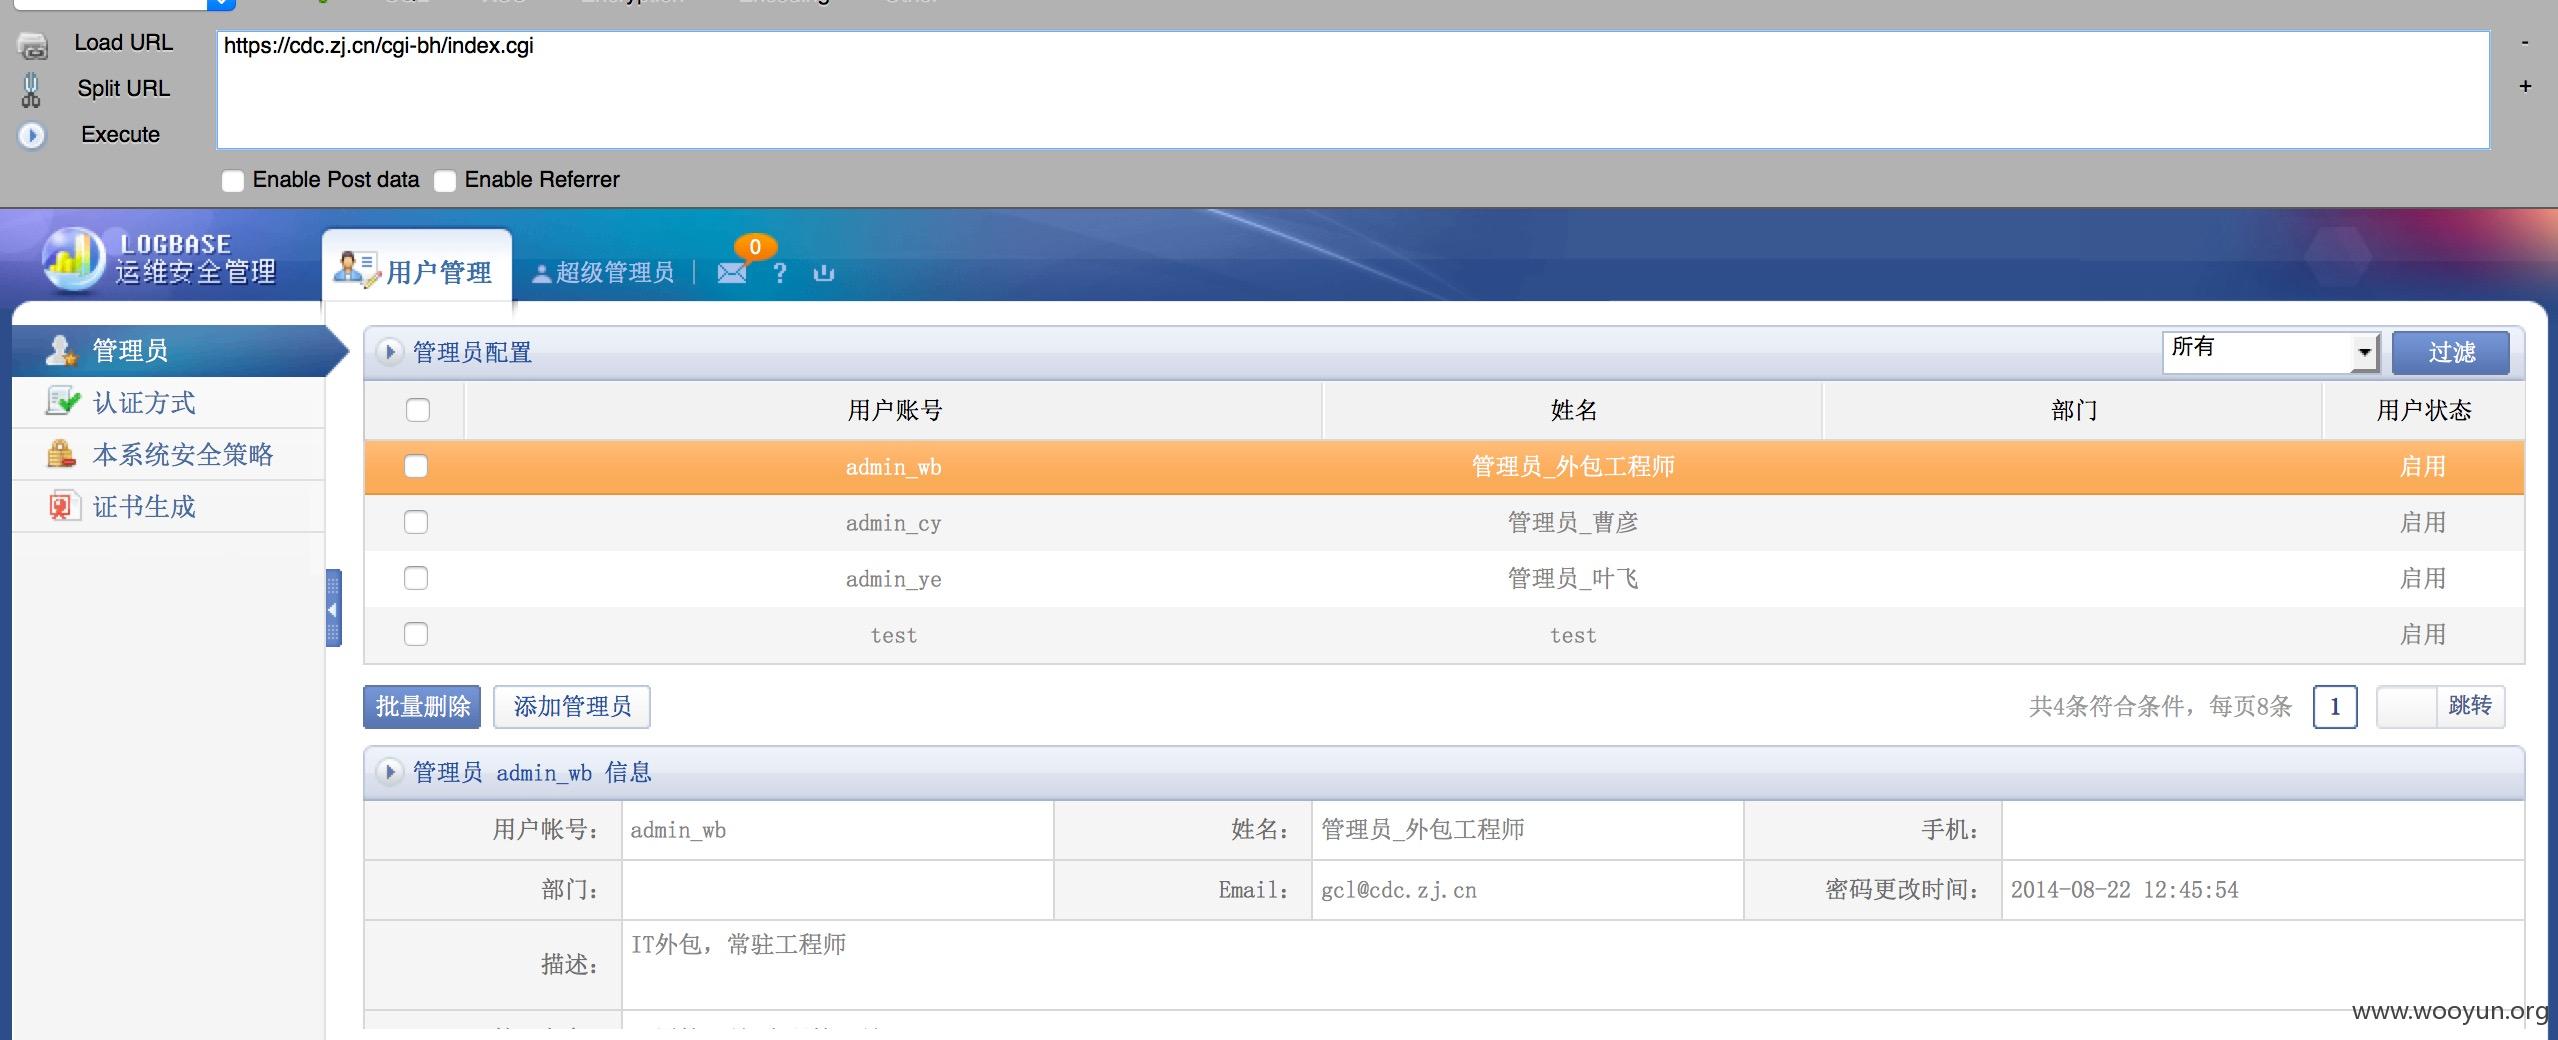 Load URL
https://cdc.zj.cn/cgi-bh/index.cgi
-
Split URL
+
Execute
Enable Post data
Enable Referrer
LOGBASE
运维安全管理
用户管理
超级管理员
0
?
管理员
认证方式
本系统安全策略
证书生成
管理员配置
所有
过滤
用户账号 姓名 部门 用户状态
admin_wb 管理员_外包工程师 启用
admin_cy 管理员_曹彦 启用
admin_ye 管理员_叶飞 启用
test test 启用
批量删除 添加管理员
共4条符合条件，每页8条 1 跳转
管理员 admin_wb 信息
用户帐号： admin_wb 姓名： 管理员_外包工程师 手机：
部门： Email： gcl@cdc.zj.cn 密码更改时间： 2014-08-22 12:45:54
描述： IT外包，常驻工程师
www.wooyun.org